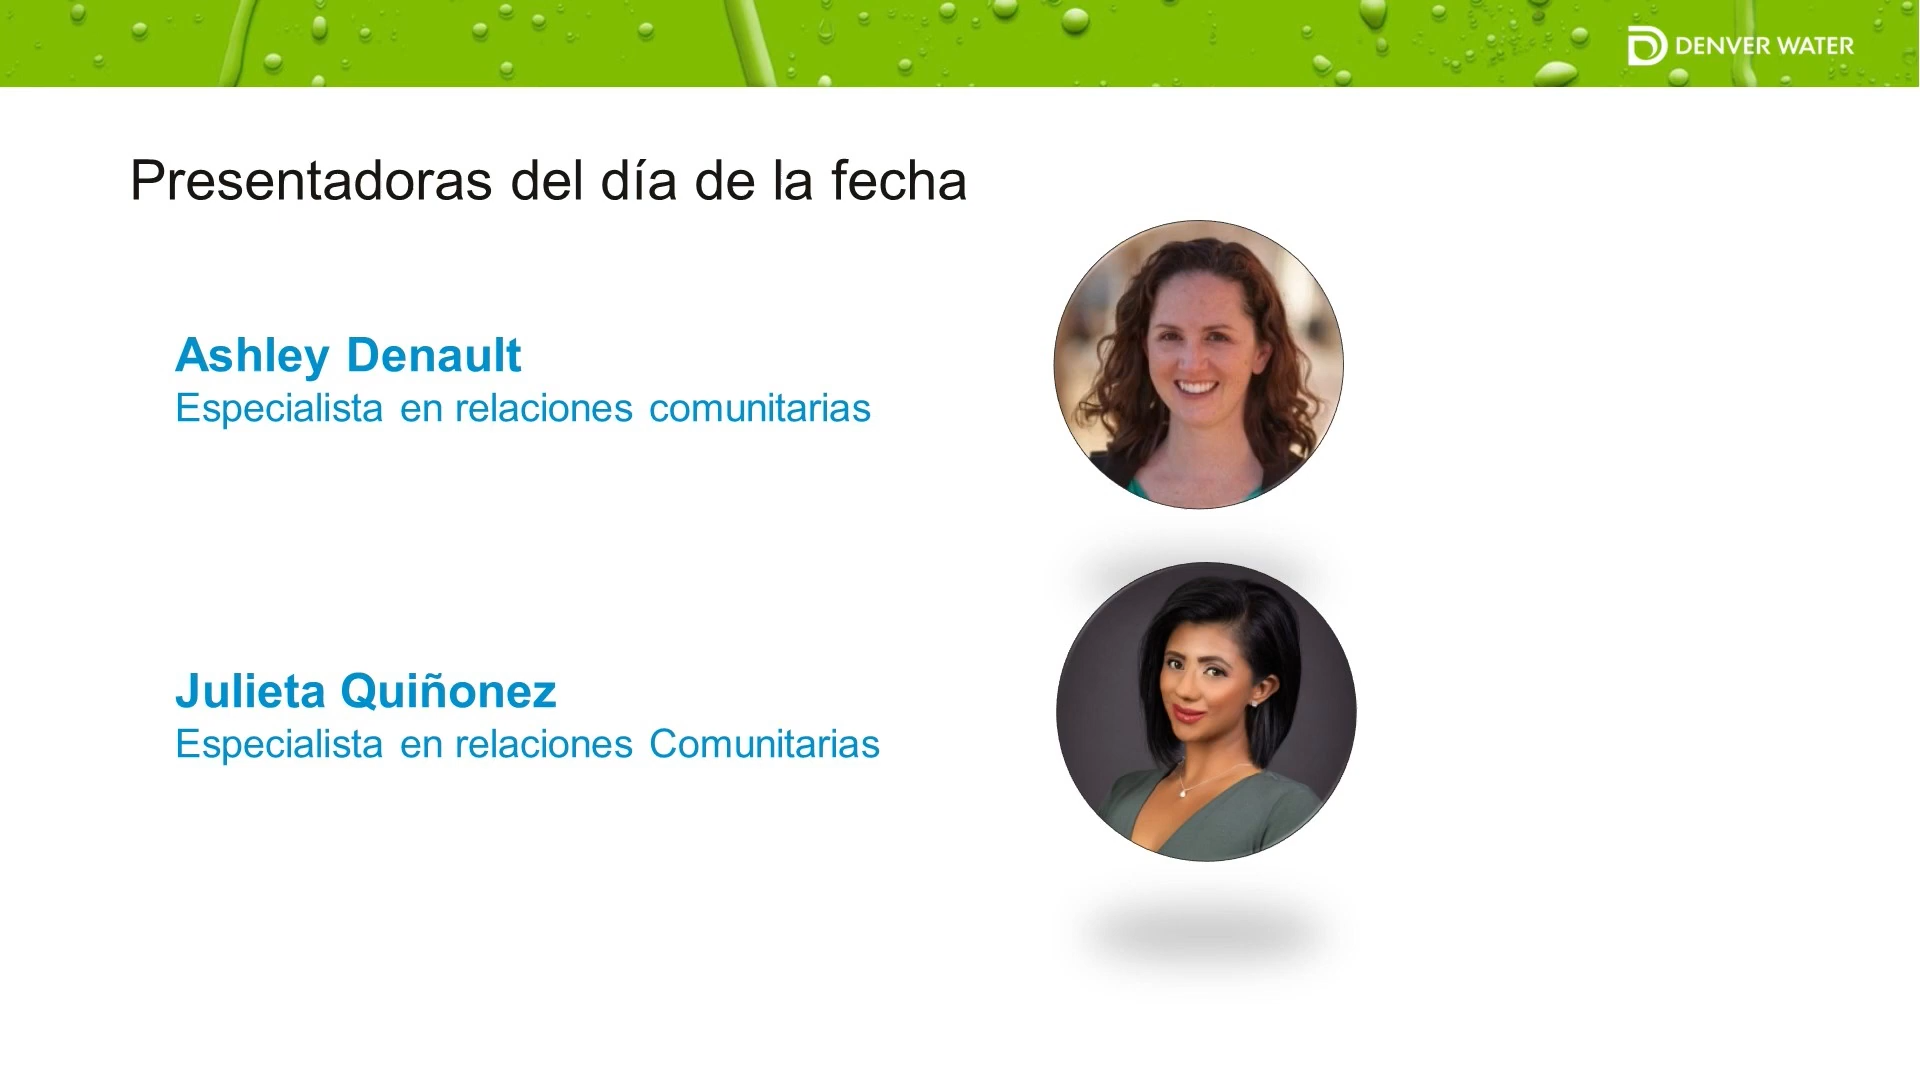 DENVER WATER
Presentadoras del día de la fecha
Ashley Denault
Especialista en relaciones comunitarias
Julieta Quiñonez
Especialista en relaciones Comunitarias